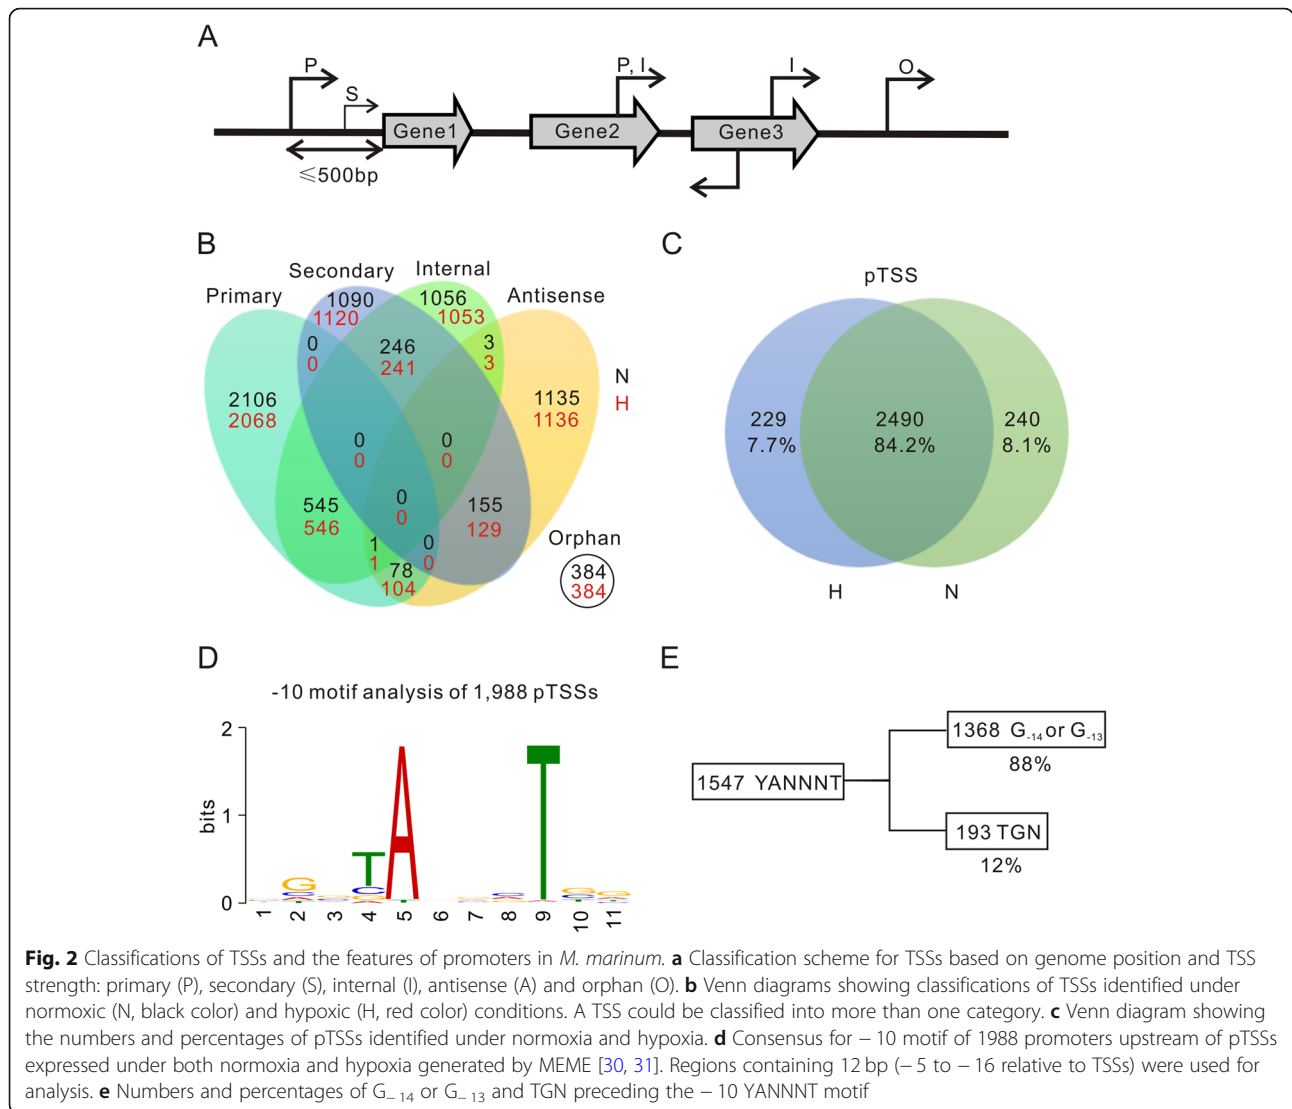 A
P
S
P, I
I
O
Gene1
Gene2
Gene3
≤500bp
B
Primary
Secondary
Internal
Antisense
1090
1120
1056
1053
0
0
246
241
3
3
2106
2068
1135
1136
N
H
0
0
0
0
545
546
0
0
155
129
1
1
0
0
78
104
Orphan
384
384
C
pTSS
229
7.7%
2490
84.2%
240
8.1%
H
N
D
-10 motif analysis of 1,988 pTSSs
2
1
0
bits
G
T
C
A
T
1 2 3 4 5 6 7 8 9 10 11
E
1547 YANNNT
1368 G-14 or G-13
88%
193 TGN
12%
Fig. 2 Classifications of TSSs and the features of promoters in M. marinum. a Classification scheme for TSSs based on genome position and TSS
strength: primary (P), secondary (S), internal (I), antisense (A) and orphan (O). b Venn diagrams showing classifications of TSSs identified under
normoxic (N, black color) and hypoxic (H, red color) conditions. A TSS could be classified into more than one category. c Venn diagram showing
the numbers and percentages of pTSSs identified under normoxia and hypoxia. d Consensus for − 10 motif of 1988 promoters upstream of pTSSs
expressed under both normoxia and hypoxia generated by MEME [30, 31]. Regions containing 12 bp (− 5 to − 16 relative to TSSs) were used for
analysis. e Numbers and percentages of G− 14 or G− 13 and TGN preceding the − 10 YANNNT motif